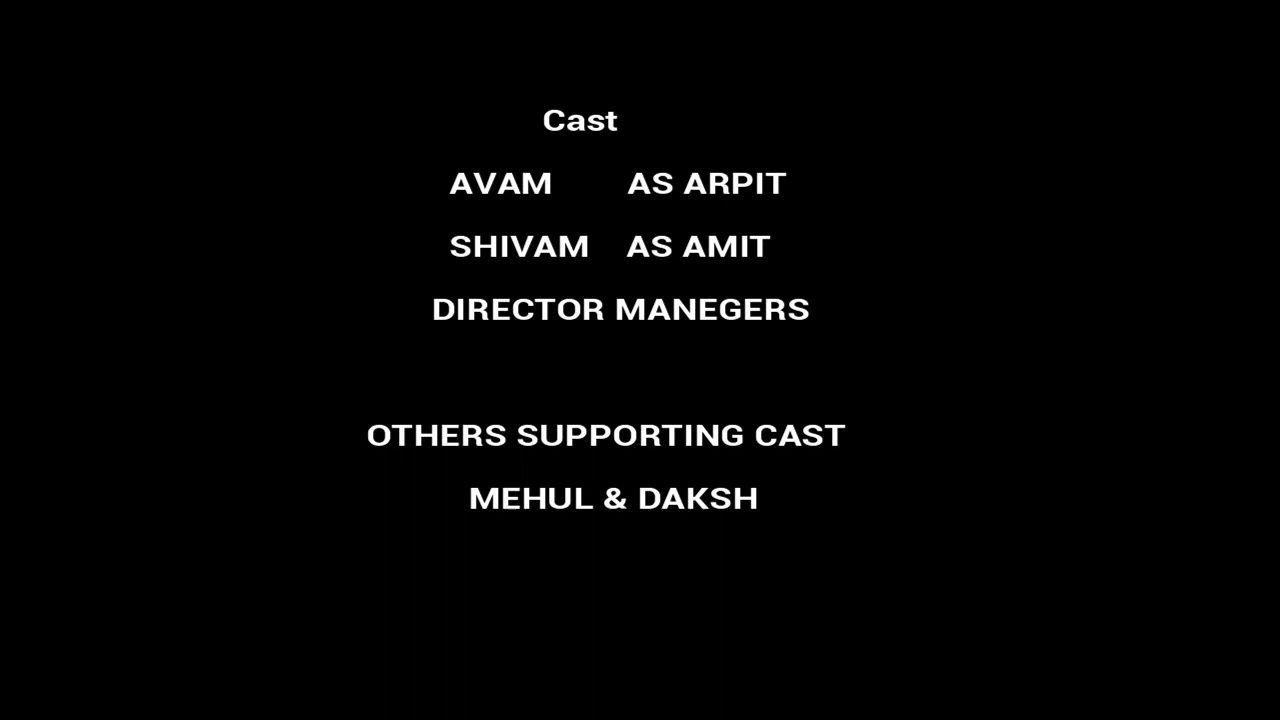 Cast
AVAM AS ARPIT
SHIVAM AS AMIT
DIRECTOR MANEGERS
OTHERS SUPPORTING CAST
MEHUL & DAKSH